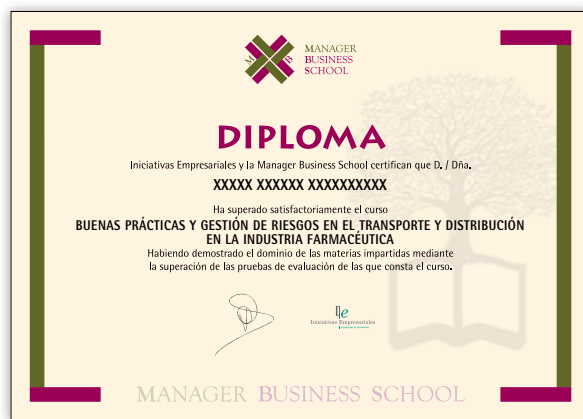 M B
MANAGER
BUSINESS
SCHOOL
DIPLOMA
Iniciativas Empresariales y la Manager Business School certifican que D. / Dña.
XXXXX XXXXXX XXXXXXXXXX
Ha superado satisfactoriamente el curso
BUENAS PRÁCTICAS Y GESTIÓN DE RIESGOS EN EL TRANSPORTE Y DISTRIBUCIÓN
EN LA INDUSTRIA FARMACÉUTICA
Habiendo demostrado el dominio de las materias impartidas mediante
la superación de las pruebas de evaluación de las que consta el curso.
Iniciativas Empresariales
MANAGER BUSINESS SCHOOL